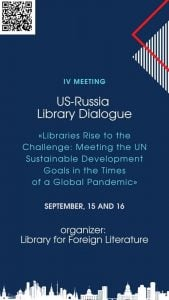 IV MEETING
US-Russia
Library Dialogue
«Libraries Rise to the
Challenge: Meeting the UN
Sustainable Development
Goals in the Times
of a Global Pandemic»
SEPTEMBER, 15 AND 16
organizer:
Library for Foreign Literature